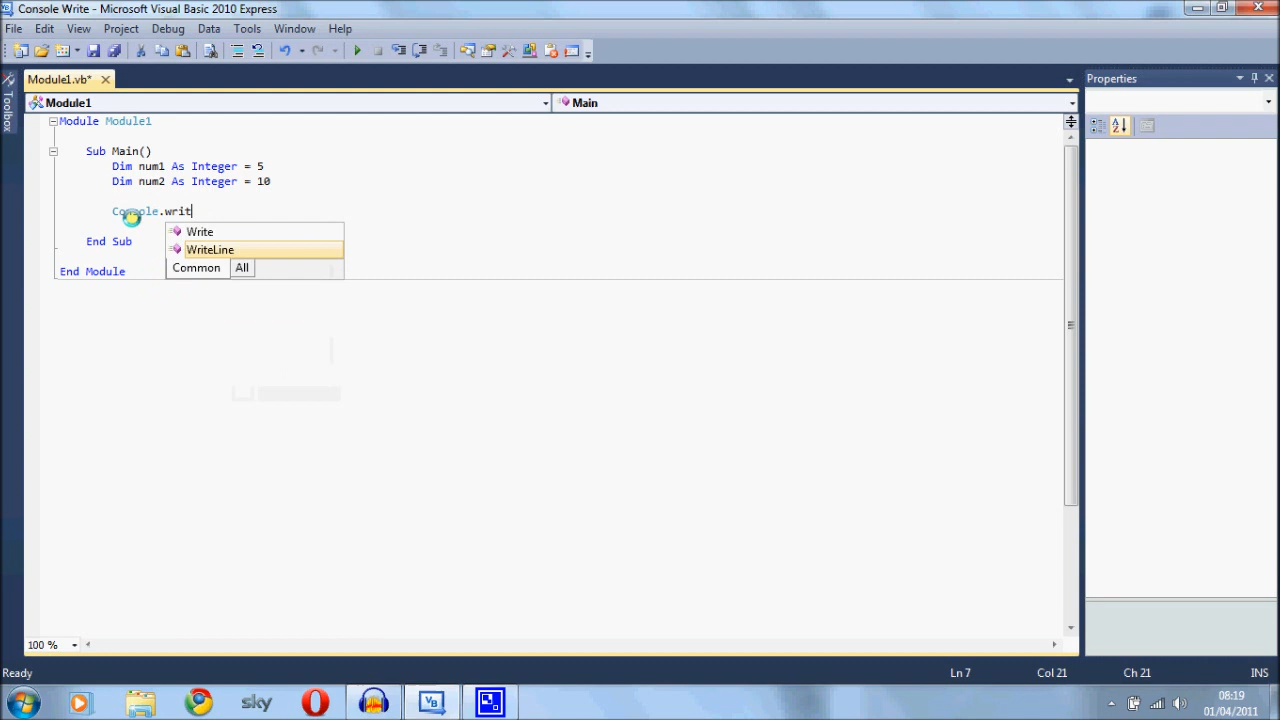 Console Write - Microsoft Visual Basic 2010 Express
File Edit View Project Debug Data Tools Window Help
Module1.vb* Properties
Module1 Main
Toolbox
Module Module1
Sub Main()
Dim num1 As Integer = 5
Dim num2 As Integer = 10
Console.writ
Write
End Sub
WriteLine
Common All
End Module
100 %
Ready Ln 7 Col 21 Ch 21 INS
sky VB 08:19
01/04/2011